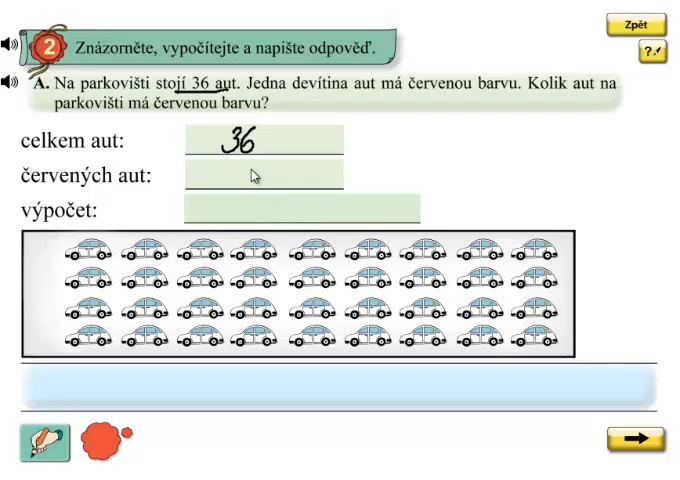 Zpět
2 Znázorněte, vypočítejte a napište odpověď.
?
A. Na parkovišti stojí 36 aut. Jedna devítina aut má červenou barvu. Kolik aut na
parkovišti má červenou barvu?
celkem aut: 36
červených aut:
výpočet: